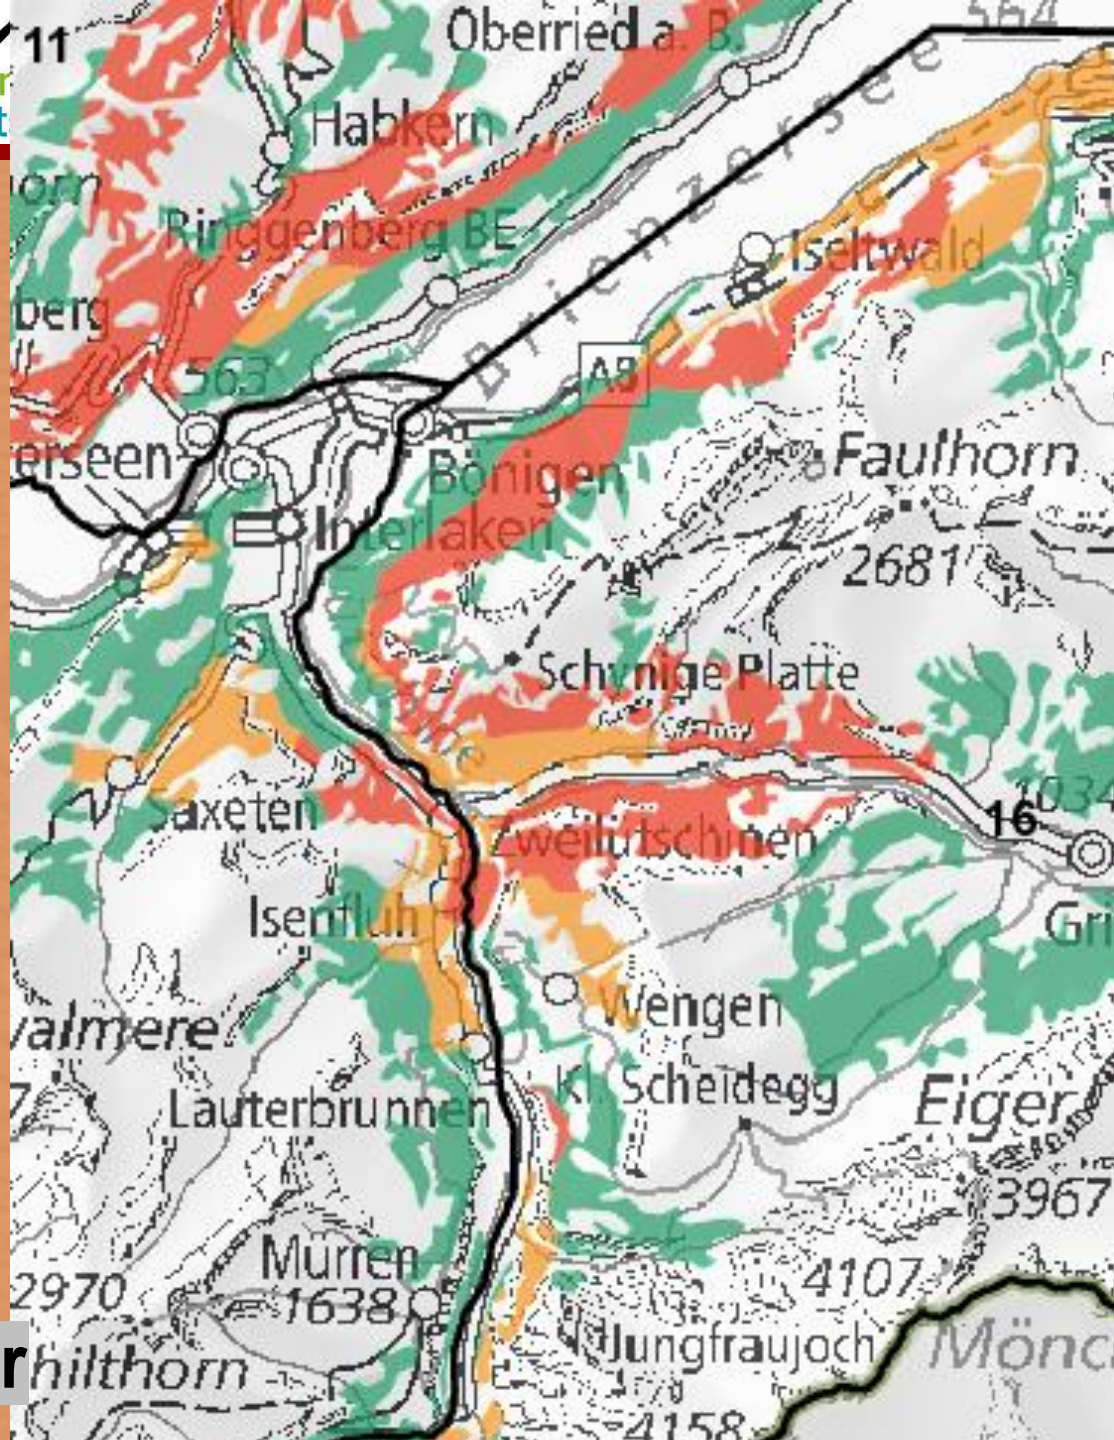 564
11
Oberried a. B.
Habkern
Brienzersee
orn
Ringgenberg BE
Iseltwald
berg
563
A8
erseen
Bönigen
Faulhorn
Interlaken
2681
Schynige Platte
1034
Saxeten
16
Zweilütschinen
Isenfluh
Gri
Wengen
valmere
7
Kl. Scheidegg
Lauterbrunnen
Eiger
3967
Mürren
1638
2970
4107
Jungfraujoch
Mönc
r
hilthorn
4158